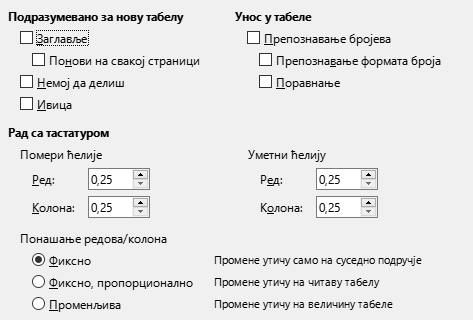 Подразумевано за нову табелу
Заглавље
Понови на свакој страници
Немој да делиш
Ивица
Унос у табеле
Препознавање бројева
Препознавање формата броја
Поравнање
Рад са тастатуром
Помери ћелије
Ред: 0,25
Колона: 0,25
Уметни ћелију
Ред: 0,25
Колона: 0,25
Понашање редова/колона
Фиксно Промене утичу само на суседно подручје
Фиксно, пропорционално Промене утичу на читаву табелу
Променљива Промене утичу на величину табеле